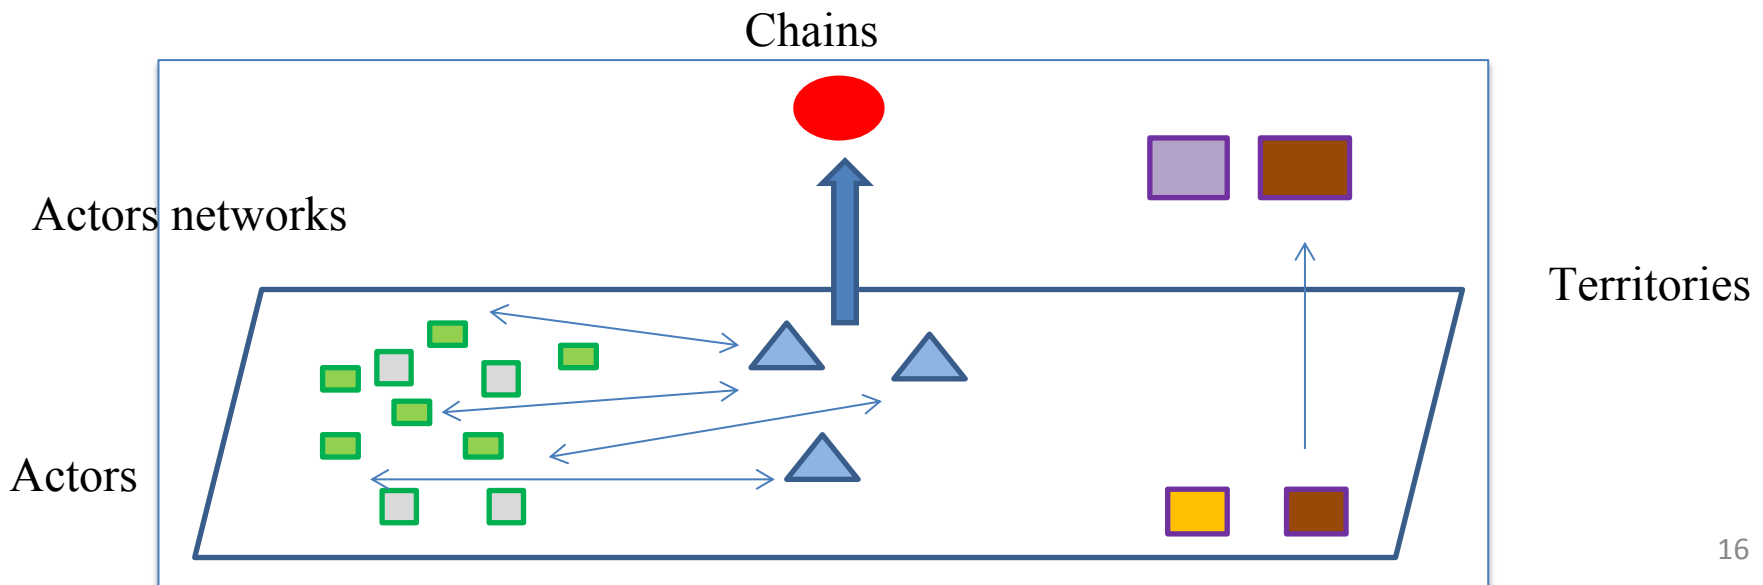 Chains
Actors networks
Territories
Actors
16